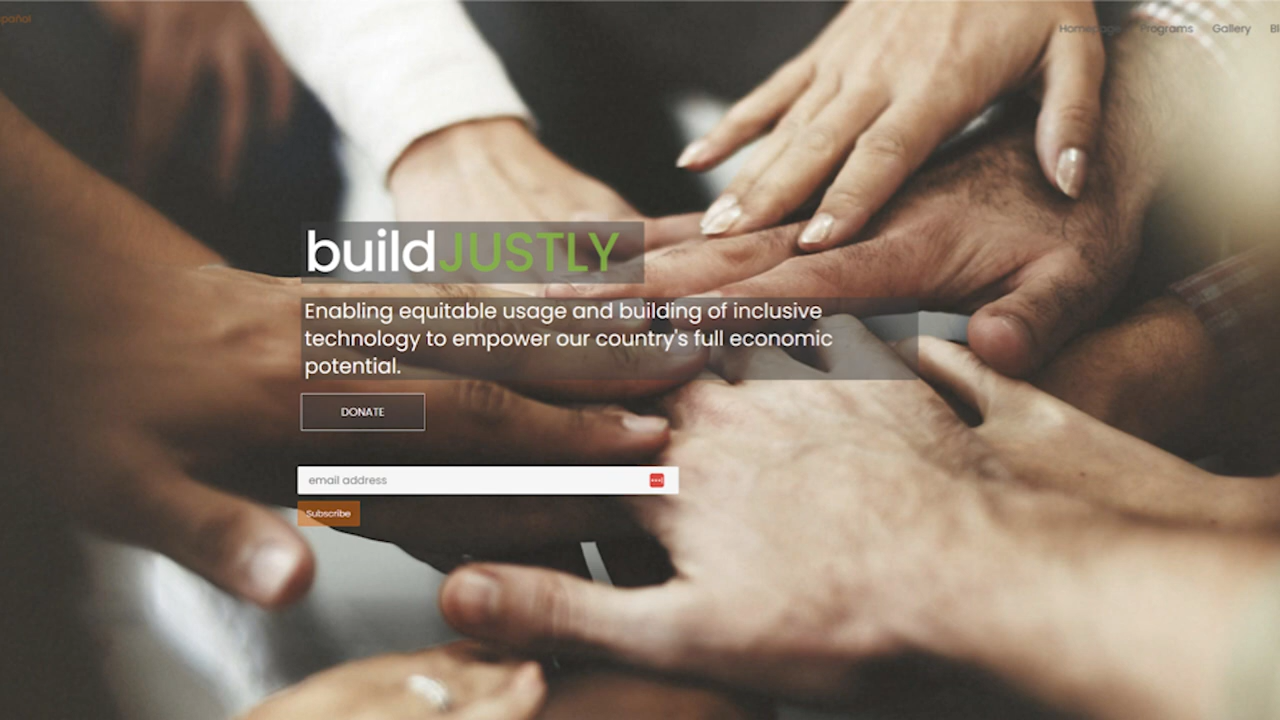 Homepage Programs Gallery
buildJUSTLY
Enabling equitable usage and building of inclusive
technology to empower our country's full economic
potential.
DONATE
email address
Subscribe